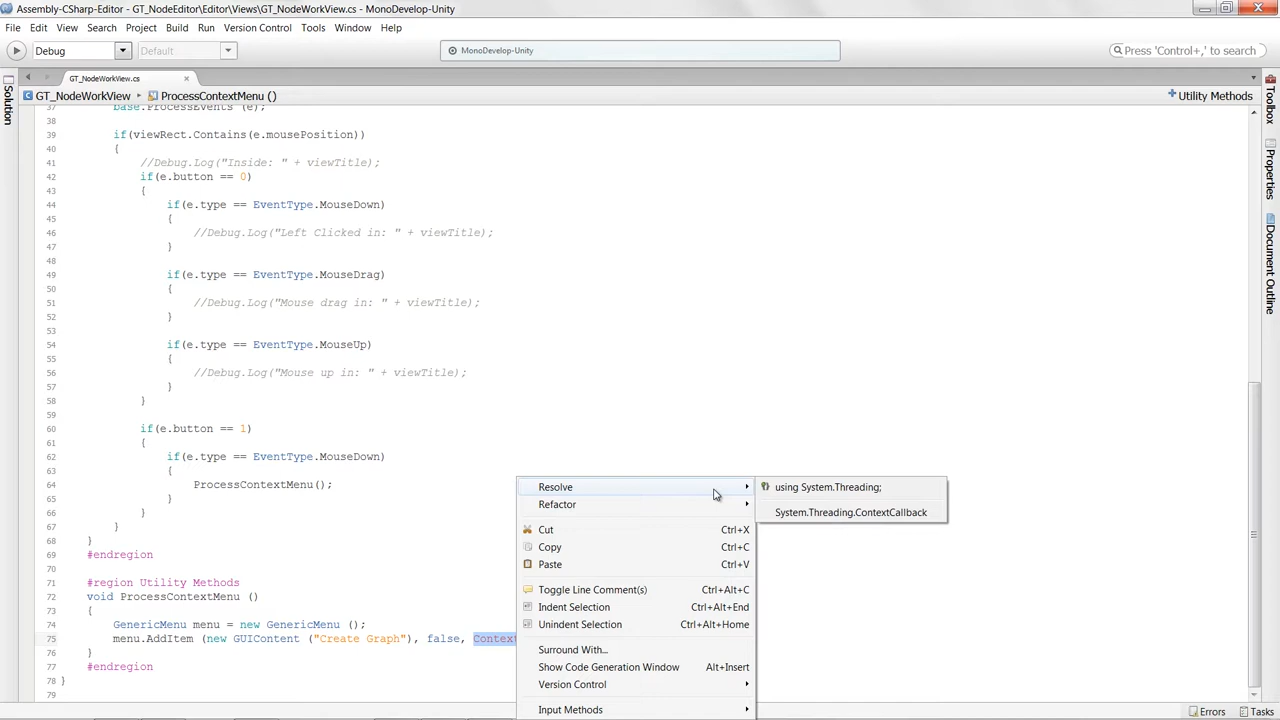 Assembly-CSharp-Editor - GT_NodeEditor\Editor\Views\GT_NodeWorkView.cs - MonoDevelop-Unity
File Edit View Search Project Build Run Version Control Tools Window Help
Debug Default MonoDevelop-Unity Press 'Control+,' to search
GT_NodeWorkView.cs
GT_NodeWorkView ProcessContextMenu () Utility Methods
Solution
Toolbox
Properties
Document Outline
37 base.ProcessEvents (e);
38
39 if(viewRect.Contains(e.mousePosition))
40 {
41 //Debug.Log("Inside: " + viewTitle);
42 if(e.button == 0)
43 {
44 if(e.type == EventType.MouseDown)
45 {
46 //Debug.Log("Left Clicked in: " + viewTitle);
47 }
48
49 if(e.type == EventType.MouseDrag)
50 {
51 //Debug.Log("Mouse drag in: " + viewTitle);
52 }
53
54 if(e.type == EventType.MouseUp)
55 {
56 //Debug.Log("Mouse up in: " + viewTitle);
57 }
58 }
59
60 if(e.button == 1)
61 {
62 if(e.type == EventType.MouseDown)
63 {
64 ProcessContextMenu();
65 }
66 }
67 }
68 }
69 #endregion
70
71 #region Utility Methods
72 void ProcessContextMenu ()
73 {
74 GenericMenu menu = new GenericMenu ();
75 menu.AddItem (new GUIContent ("Create Graph"), false, Context
76 }
77 #endregion
78 }
79
Resolve
Refactor
Cut Ctrl+X
Copy Ctrl+C
Paste Ctrl+V
Toggle Line Comment(s) Ctrl+Alt+C
Indent Selection Ctrl+Alt+End
Unindent Selection Ctrl+Alt+Home
Surround With...
Show Code Generation Window Alt+Insert
Version Control
Input Methods
using System.Threading;
System.Threading.ContextCallback
Errors Tasks